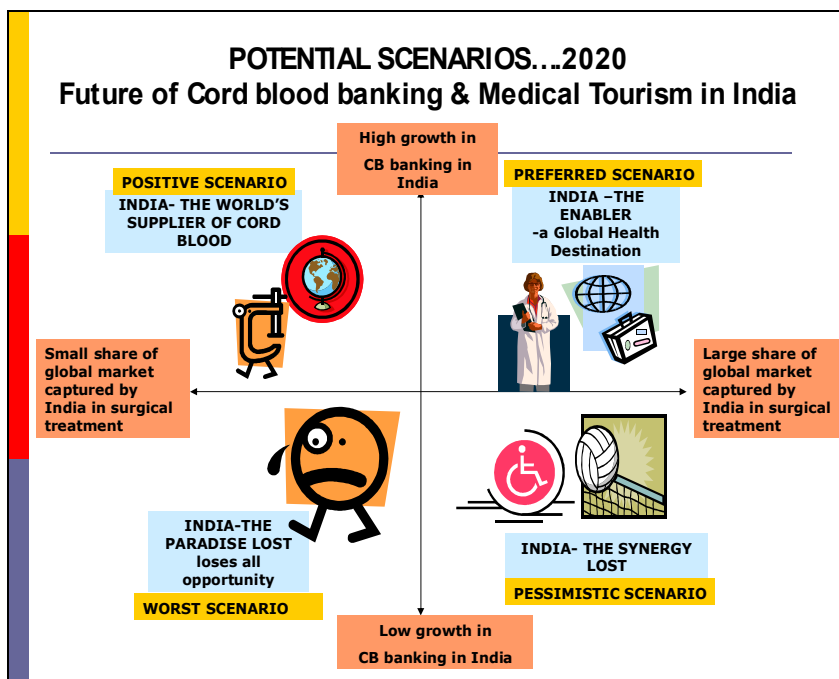 POTENTIAL SCENARIOS....2020
Future of Cord blood banking & Medical Tourism in India
High growth in
CB banking in
India
POSITIVE SCENARIO
INDIA- THE WORLD'S
SUPPLIER OF CORD
BLOOD
PREFERRED SCENARIO
INDIA –THE
ENABLER
-a Global Health
Destination
Small share of
global market
captured by
India in surgical
treatment
Large share of
global market
captured by
India in surgical
treatment
INDIA-THE
PARADISE LOST
loses all
opportunity
WORST SCENARIO
INDIA- THE SYNERGY
LOST
PESSIMISTIC SCENARIO
Low growth in
CB banking in India